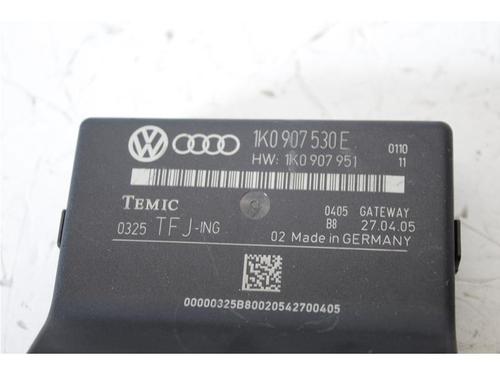 1K0 907 530 E
HW: 1K0 907 951
0110
11
TEMIC
0405 GATEWAY
B8 27.04.05
0325 TFJ-ING
02 Made in GERMANY
00000325B80020542700405